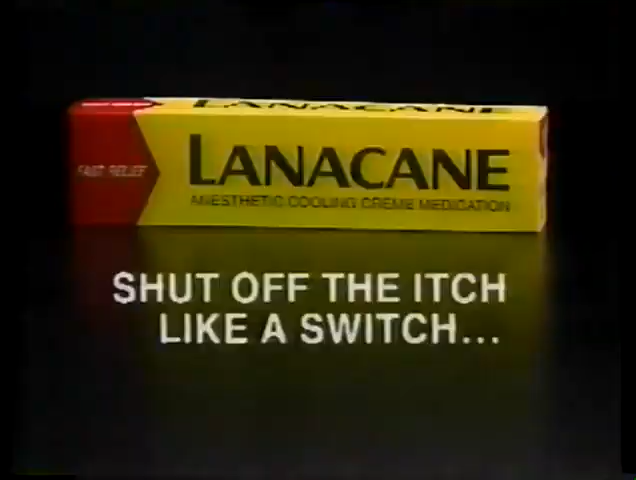 LANACANE
FAST RELIEF
LANACANE
ANESTHETIC COOLING CREME MEDICATION
SHUT OFF THE ITCH
LIKE A SWITCH...